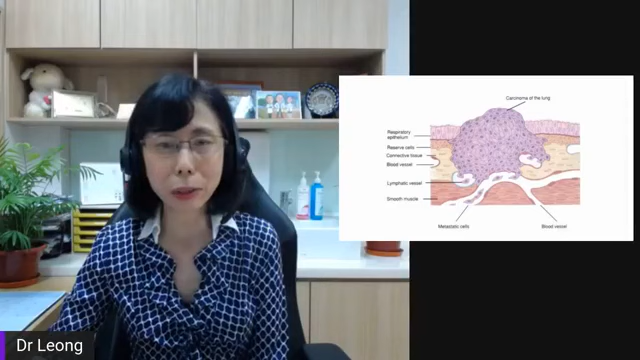 Carcinoma of the lung
Respiratory
epithelium
Reserve cells
Connective tissue
Blood vessel
Lymphatic vessel
Smooth muscle
Metastatic cells
Blood vessel
Dr Leong